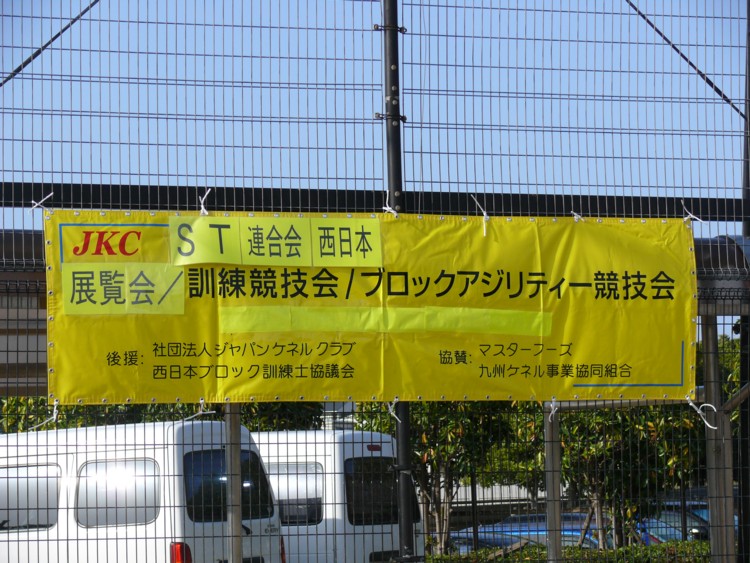 JKC ST連合会西日本
展覧会/訓練競技会/ブロックアジリティー競技会
後援: 社団法人ジャパンケネルクラブ
西日本ブロック訓練士協議会
協賛: マスターフーズ
九州ケネル事業協同組合